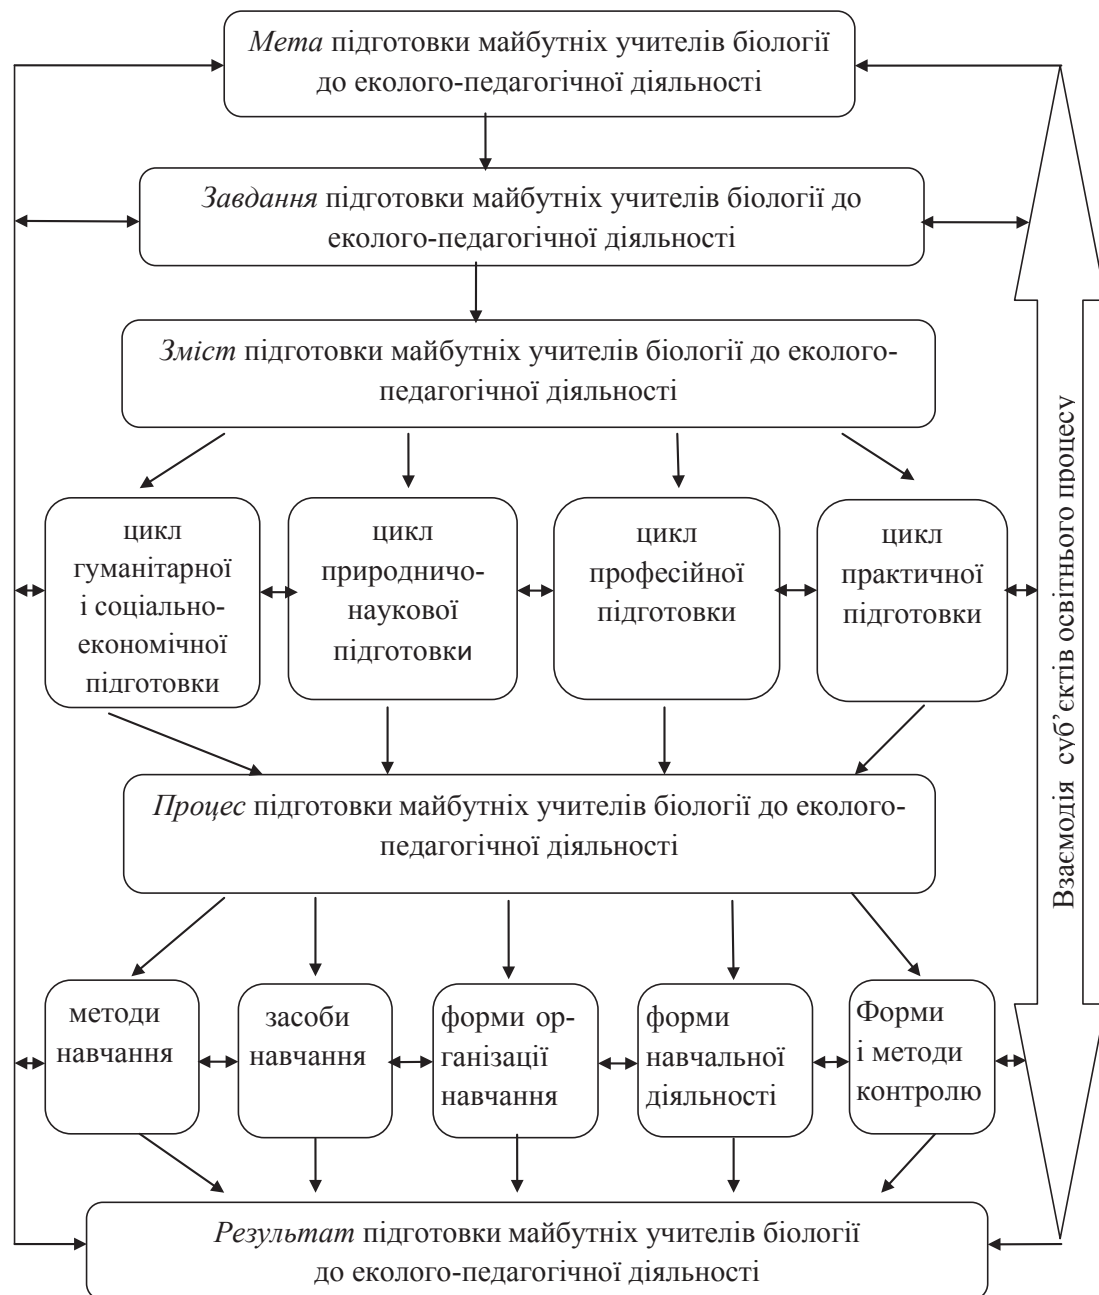 Мета підготовки майбутніх учителів біології
до еколого-педагогічної діяльності
Завдання підготовки майбутніх учителів біології до
еколого-педагогічної діяльності
Зміст підготовки майбутніх учителів біології до еколого-
педагогічної діяльності
цикл
гуманітарної
і соціально-
економічної
підготовки
цикл
природничо-
наукової
підготовки
цикл
професійної
підготовки
цикл
практичної
підготовки
Процес підготовки майбутніх учителів біології до еколого-
педагогічної діяльності
методи
навчання
засоби
навчання
форми ор-
ганізації
навчання
форми
навчальної
діяльності
Форми
і методи
контролю
Результат підготовки майбутніх учителів біології
до еколого-педагогічної діяльності
Взаємодія суб’єктів освітнього процесу